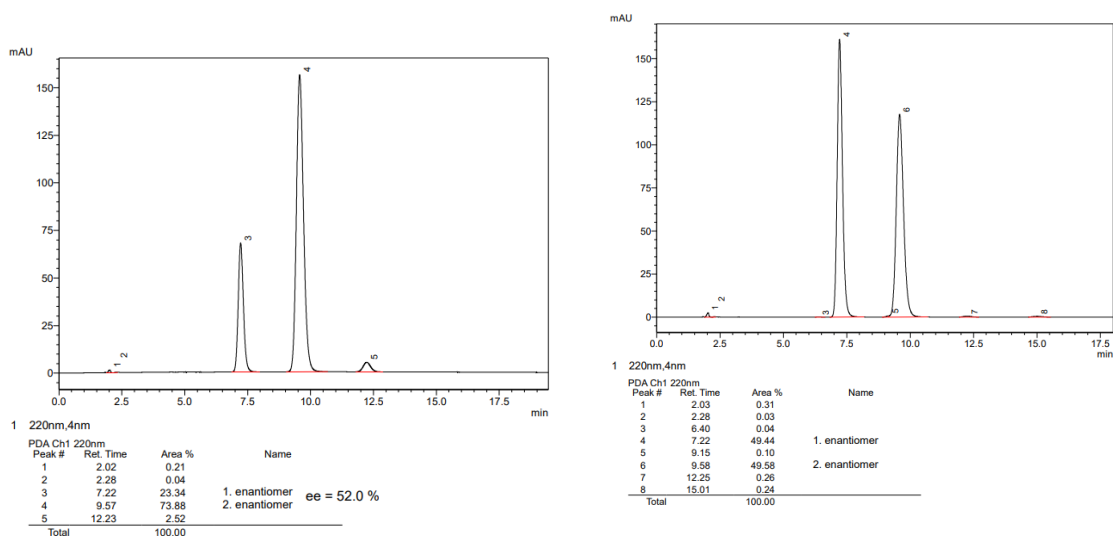 mAU
150
125
100
75
50
25
0
1
2
3
4
5
0.0 2.5 5.0 7.5 10.0 12.5 15.0 17.5
min
1 220nm,4nm
PDA Ch1 220nm
Peak # Ret. Time Area % Name
1 2.02 0.21
2 2.28 0.04
3 7.22 23.34 1. enantiomer
4 9.57 73.88 2. enantiomer
5 12.23 2.52
Total 100.00
ee = 52.0 %
mAU
150
125
100
75
50
25
0
1
2
3
4
5
6
7
8
0.0 2.5 5.0 7.5 10.0 12.5 15.0 17.5
min
1 220nm,4nm
PDA Ch1 220nm
Peak # Ret. Time Area % Name
1 2.03 0.31
2 2.28 0.03
3 6.40 0.04
4 7.22 49.44 1. enantiomer
5 9.15 0.10
6 9.58 49.58 2. enantiomer
7 12.25 0.26
8 15.01 0.24
Total 100.00